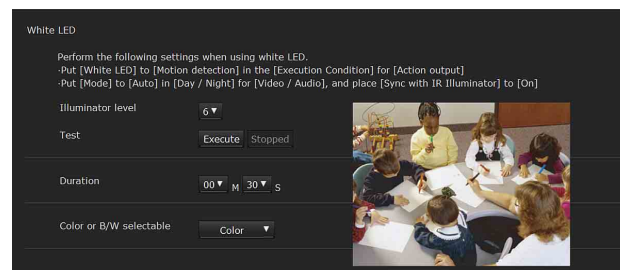 White LED
Perform the following settings when using white LED.
·Put [White LED] to [Motion detection] in the [Execution Condition] for [Action output]
·Put [Mode] to [Auto] in [Day / Night] for [Video / Audio], and place [Sync with IR Illuminator] to [On]
Illuminator level 6▼
Test Execute Stopped
Duration 00▼ M 30▼ S
Color or B/W selectable Color ▼